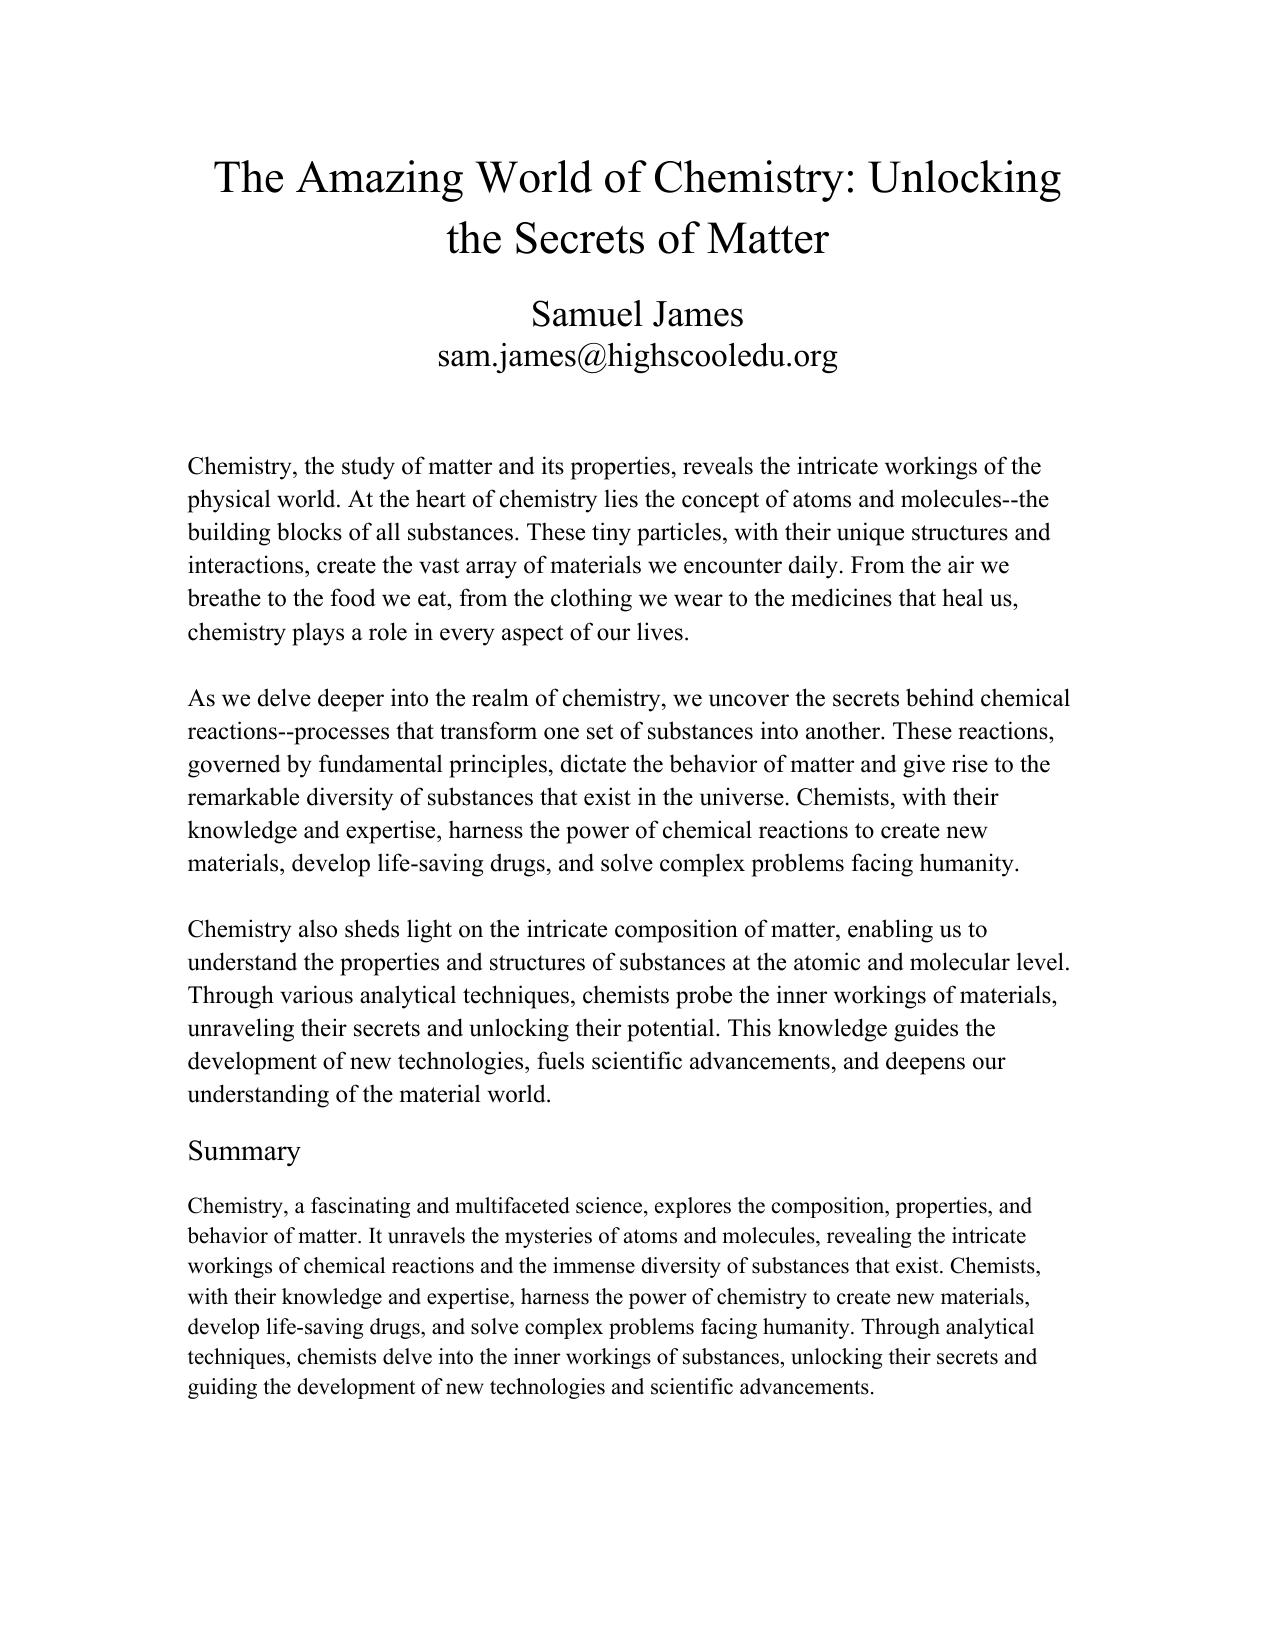 The Amazing World of Chemistry: Unlocking
the Secrets of Matter
Samuel James
sam.james@highscooledu.org
Chemistry, the study of matter and its properties, reveals the intricate workings of the
physical world. At the heart of chemistry lies the concept of atoms and molecules--the
building blocks of all substances. These tiny particles, with their unique structures and
interactions, create the vast array of materials we encounter daily. From the air we
breathe to the food we eat, from the clothing we wear to the medicines that heal us,
chemistry plays a role in every aspect of our lives.
As we delve deeper into the realm of chemistry, we uncover the secrets behind chemical
reactions--processes that transform one set of substances into another. These reactions,
governed by fundamental principles, dictate the behavior of matter and give rise to the
remarkable diversity of substances that exist in the universe. Chemists, with their
knowledge and expertise, harness the power of chemical reactions to create new
materials, develop life-saving drugs, and solve complex problems facing humanity.
Chemistry also sheds light on the intricate composition of matter, enabling us to
understand the properties and structures of substances at the atomic and molecular level.
Through various analytical techniques, chemists probe the inner workings of materials,
unraveling their secrets and unlocking their potential. This knowledge guides the
development of new technologies, fuels scientific advancements, and deepens our
understanding of the material world.
Summary
Chemistry, a fascinating and multifaceted science, explores the composition, properties, and
behavior of matter. It unravels the mysteries of atoms and molecules, revealing the intricate
workings of chemical reactions and the immense diversity of substances that exist. Chemists,
with their knowledge and expertise, harness the power of chemistry to create new materials,
develop life-saving drugs, and solve complex problems facing humanity. Through analytical
techniques, chemists delve into the inner workings of substances, unlocking their secrets and
guiding the development of new technologies and scientific advancements.